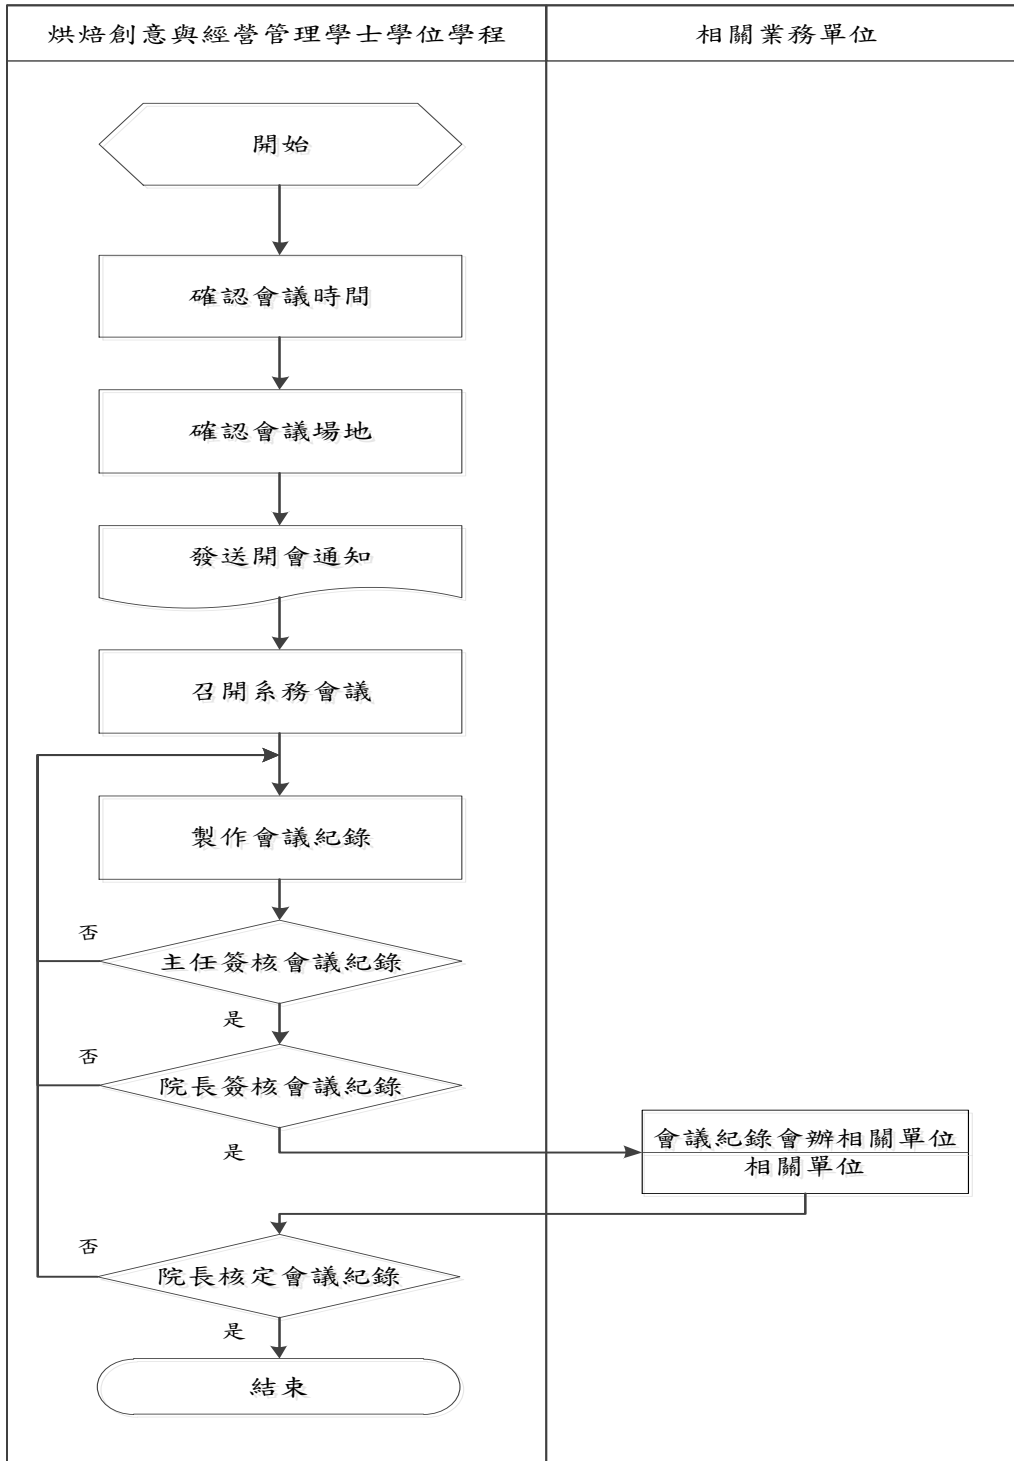 烘焙創意與經營管理學士學位學程
相關業務單位
開始
確認會議時間
確認會議場地
發送開會通知
召開系務會議
製作會議紀錄
否
主任簽核會議紀錄
是
否
院長簽核會議紀錄
是
會議紀錄會辦相關單位
相關單位
否
院長核定會議紀錄
是
結束